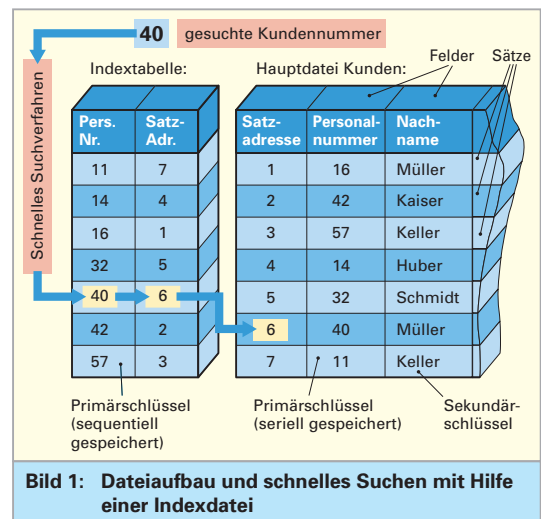 40 gesuchte Kundennummer
Schnelles Suchverfahren
Indextabelle:
Hauptdatei Kunden:
Felder
Sätze
Pers. Nr. Satz-Adr.
11 7
14 4
16 1
32 5
40 6
42 2
57 3
Satz-adresse Personal-nummer Nach-name
1 16 Müller
2 42 Kaiser
3 57 Keller
4 14 Huber
5 32 Schmidt
6 40 Müller
7 11 Keller
Primärschlüssel
(sequentiell
gespeichert)
Primärschlüssel
(seriell gespeichert)
Sekundär-
schlüssel
Bild 1: Dateiaufbau und schnelles Suchen mit Hilfe
einer Indexdatei